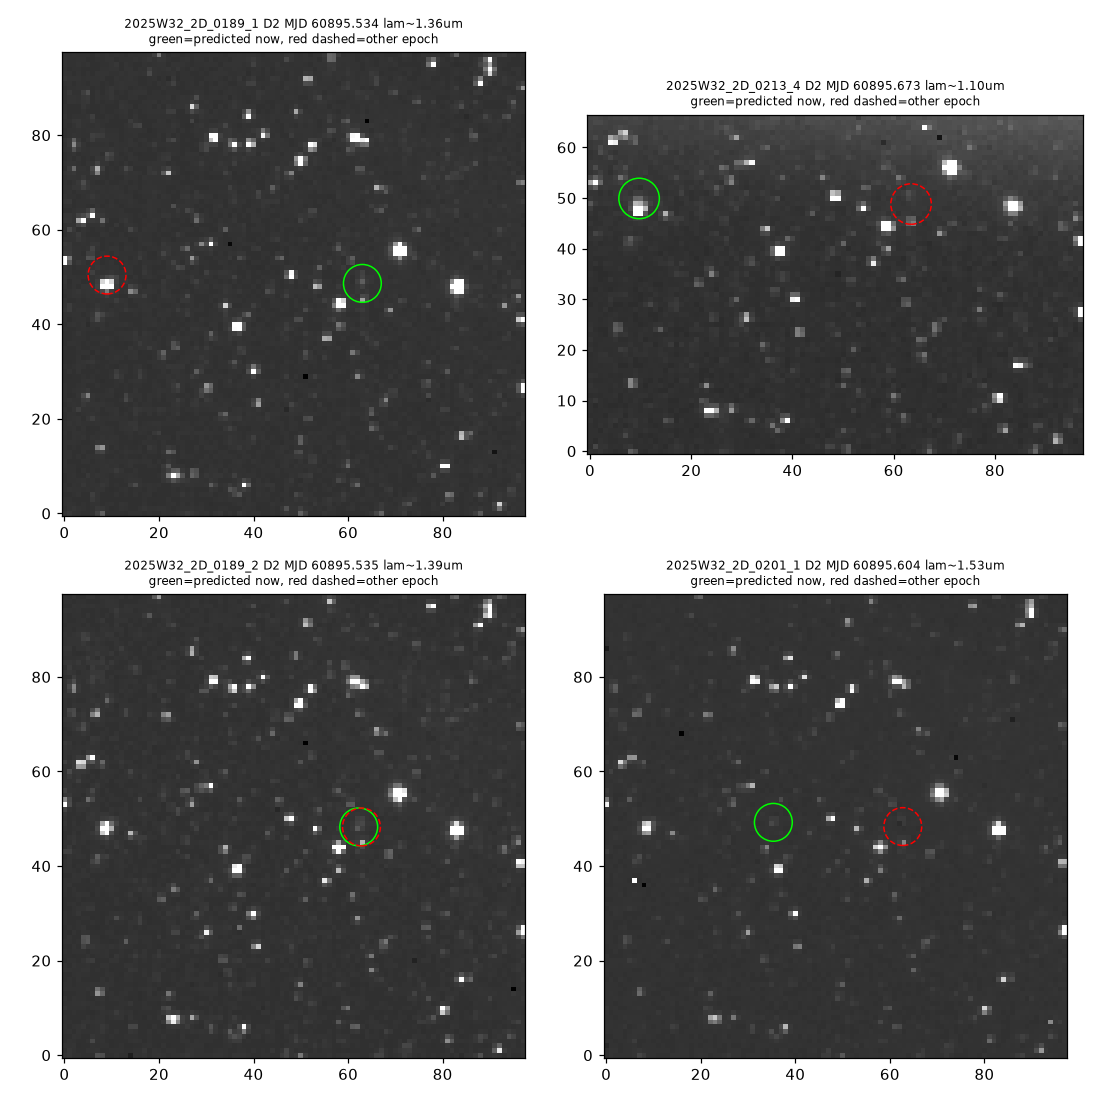 2025W32_2D_0189_1 D2 MJD 60895.534 lam~1.36um
green=predicted now, red dashed=other epoch
80
60
40
20
0
0 20 40 60 80
2025W32_2D_0213_4 D2 MJD 60895.673 lam~1.10um
green=predicted now, red dashed=other epoch
60
50
40
30
20
10
0
0 20 40 60 80
2025W32_2D_0189_2 D2 MJD 60895.535 lam~1.39um
green=predicted now, red dashed=other epoch
80
60
40
20
0
0 20 40 60 80
2025W32_2D_0201_1 D2 MJD 60895.604 lam~1.53um
green=predicted now, red dashed=other epoch
80
60
40
20
0
0 20 40 60 80